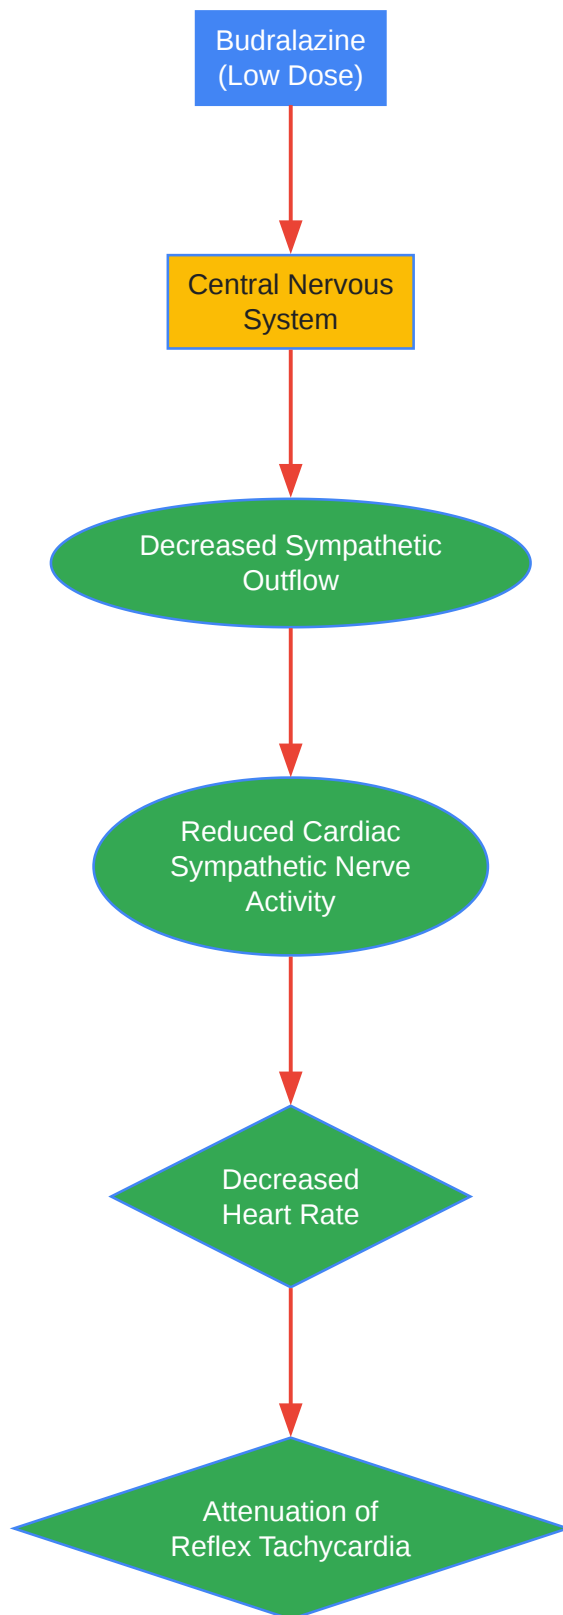 Budralazine
(Low Dose)
Central Nervous
System
Decreased Sympathetic
Outflow
Reduced Cardiac
Sympathetic Nerve
Activity
Decreased
Heart Rate
Attenuation of
Reflex Tachycardia